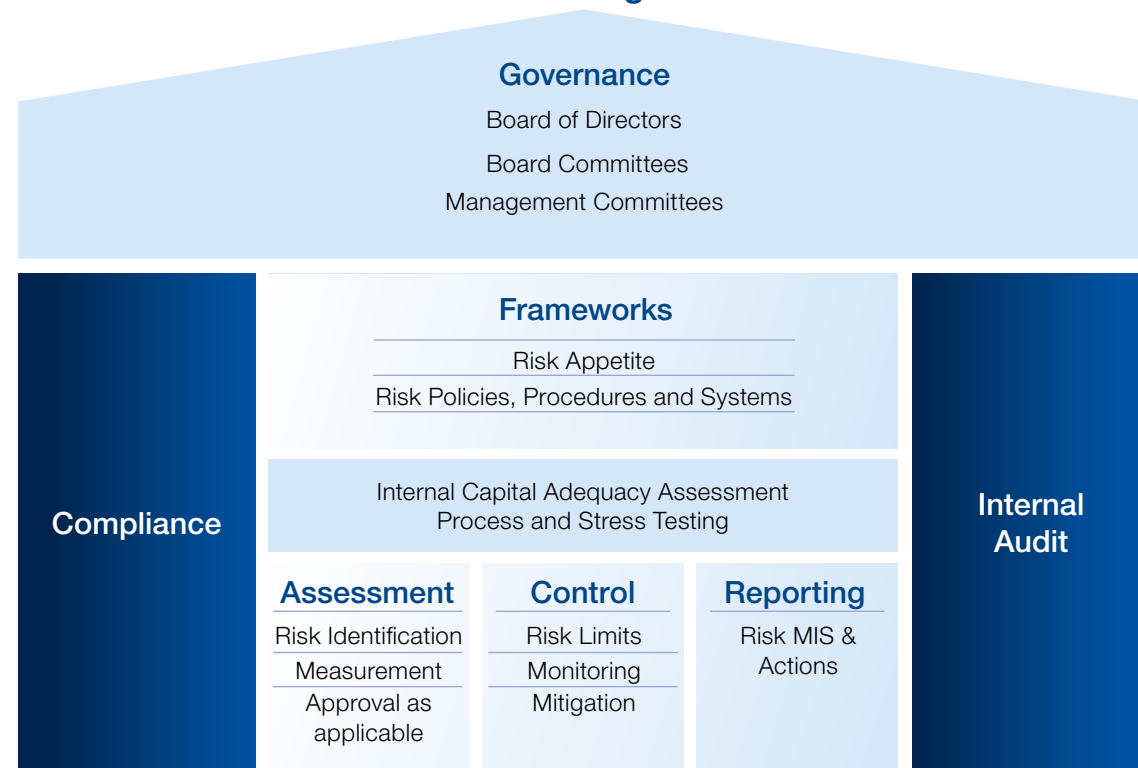 Governance
Board of Directors
Board Committees
Management Committees
Compliance
Frameworks
Risk Appetite
Risk Policies, Procedures and Systems
Internal Capital Adequacy Assessment
Process and Stress Testing
Assessment
Risk Identification
Measurement
Approval as
applicable
Control
Risk Limits
Monitoring
Mitigation
Reporting
Risk MIS &
Actions
Internal
Audit